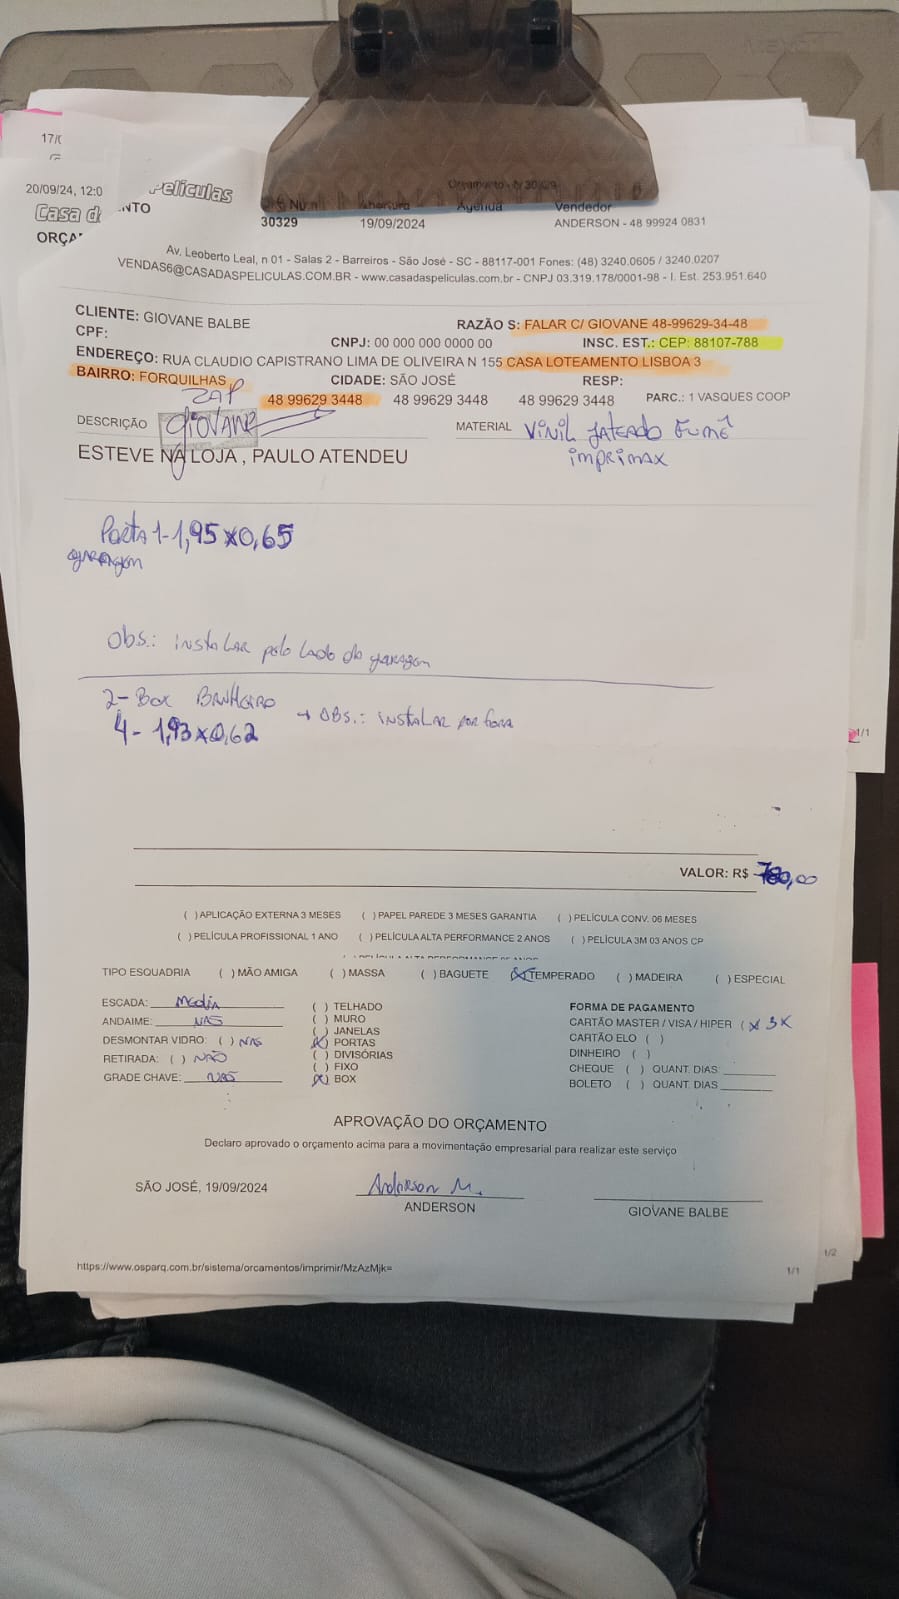 17/0
20/09/24, 12:0
Películas
Casa d
NTO
ORÇA
30329
19/09/2024
Agenda
Vendedor
ANDERSON - 48 99924 0831
Av. Leoberto Leal, n 01 - Salas 2 - Barreiros - São José - SC - 88117-001 Fones: (48) 3240.0605 / 3240.0207
VENDAS6@CASADASPELICULAS.COM.BR - www.casadaspeliculas.com.br - CNPJ 03.319.178/0001-98 - I. Est. 253.951.640
CLIENTE: GIOVANE BALBE
RAZÃO S: FALAR C/ GIOVANE 48-99629-34-48
CPF:
CNPJ: 00 000 000 0000 00
INSC. EST.: CEP: 88107-788
ENDEREÇO: RUA CLAUDIO CAPISTRANO LIMA DE OLIVEIRA N 155 CASA LOTEAMENTO LISBOA 3
BAIRRO: FORQUILHAS
CIDADE: SÃO JOSÉ
RESP:
ZAP
48 99629 3448
48 99629 3448
48 99629 3448
PARC.: 1 VASQUES COOP
DESCRIÇÃO
GIOVANE
MATERIAL
Vinil Jateado Fumê
imprimax
ESTEVE NA LOJA , PAULO ATENDEU
Porta 1-1,95x0,65
garagem
Obs.: instalar pelo lado da garagem
2- Box Banheiro
→ OBS.: instalar por fora
4 - 1,93x0,62
1/1
VALOR: R$ 780,00
( ) APLICAÇÃO EXTERNA 3 MESES ( ) PAPEL PAREDE 3 MESES GARANTIA ( ) PELÍCULA CONV. 06 MESES
( ) PELÍCULA PROFISSIONAL 1 ANO ( ) PELÍCULA ALTA PERFORMANCE 2 ANOS ( ) PELÍCULA 3M 03 ANOS CP
TIPO ESQUADRIA ( ) MÃO AMIGA ( ) MASSA ( ) BAGUETE (X) TEMPERADO ( ) MADEIRA ( ) ESPECIAL
ESCADA: Media
ANDAIME: NÃO
DESMONTAR VIDRO: ( ) NÃO
RETIRADA: ( ) NÃO
GRADE CHAVE: NÃO
( ) TELHADO
( ) MURO
( ) JANELAS
(X) PORTAS
( ) DIVISÓRIAS
( ) FIXO
(X) BOX
FORMA DE PAGAMENTO
CARTÃO MASTER / VISA / HIPER (X 3X
CARTÃO ELO ( )
DINHEIRO ( )
CHEQUE ( ) QUANT. DIAS:
BOLETO ( ) QUANT. DIAS
APROVAÇÃO DO ORÇAMENTO
Declaro aprovado o orçamento acima para a movimentação empresarial para realizar este serviço
SÃO JOSÉ, 19/09/2024
Anderson M.
ANDERSON
GIOVANE BALBE
1/2
https://www.osparq.com.br/sistema/orcamentos/imprimir/MzAzMjk=
1/1